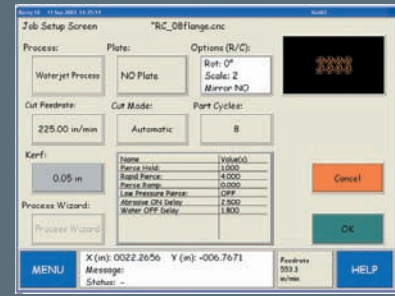 Job Setup Screen
"RC_08flange.cnc
Process:
Plate:
Options (R/C):
Waterjet Process
NO Plate
Rot: 0°
Scale: 2
Mirror NO
Cut Feedrate:
Cut Mode:
Part Cycles:
225.00 in/min
Automatic
8
Kerf:
0.05 in
Name Value(s)
Pierce Hold: 1.000
Rapid Pierce: 4.000
Pierce Ramp: 0.000
Low Pressure Pierce: OFF
Abrasive ON Delay 2.500
Water OFF Delay 1.800
Cancel
Process Wizard:
Process Wizard
OK
MENU
X (in): 0022.2656 Y (in): -006.7671
Message:
Status: -
Feedrate
553.3
in/min
HELP